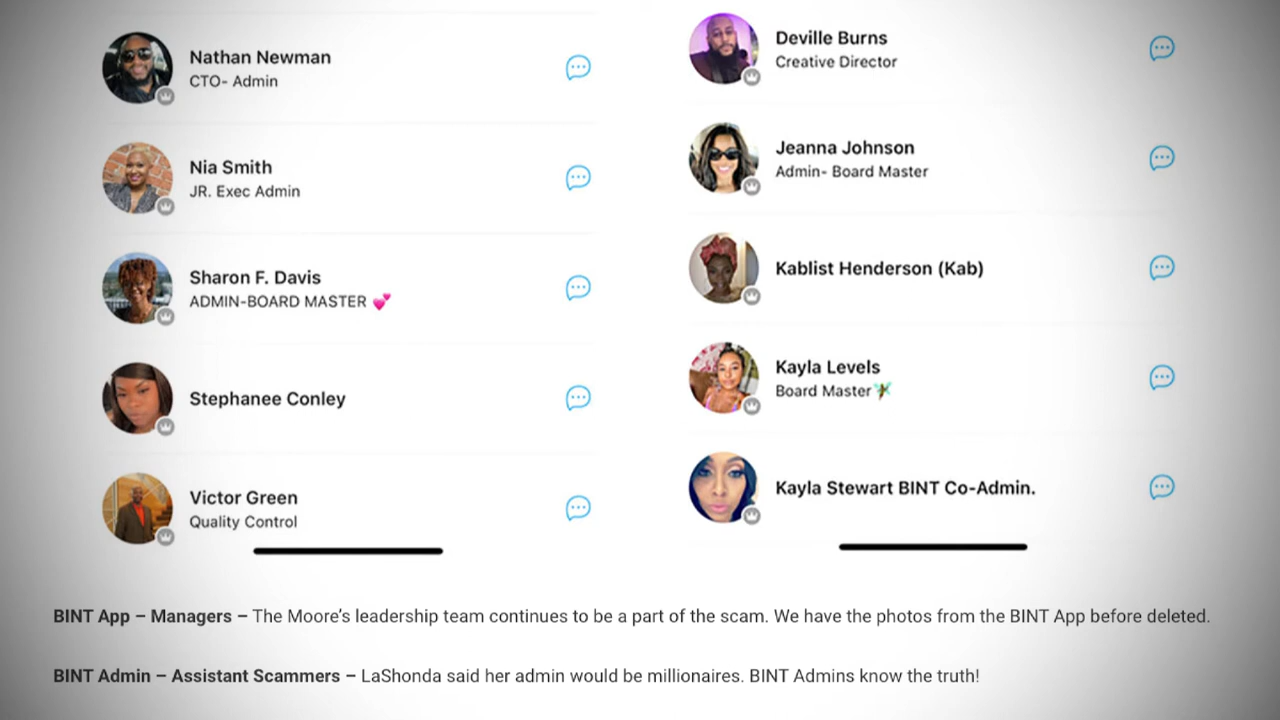 Nathan Newman
CTO- Admin
Nia Smith
JR. Exec Admin
Sharon F. Davis
ADMIN-BOARD MASTER 💕
Stephanee Conley
Victor Green
Quality Control
Deville Burns
Creative Director
Jeanna Johnson
Admin- Board Master
Kablist Henderson (Kab)
Kayla Levels
Board Master🧚
Kayla Stewart BINT Co-Admin.
BINT App – Managers – The Moore’s leadership team continues to be a part of the scam. We have the photos from the BINT App before deleted.
BINT Admin – Assistant Scammers – LaShonda said her admin would be millionaires. BINT Admins know the truth!